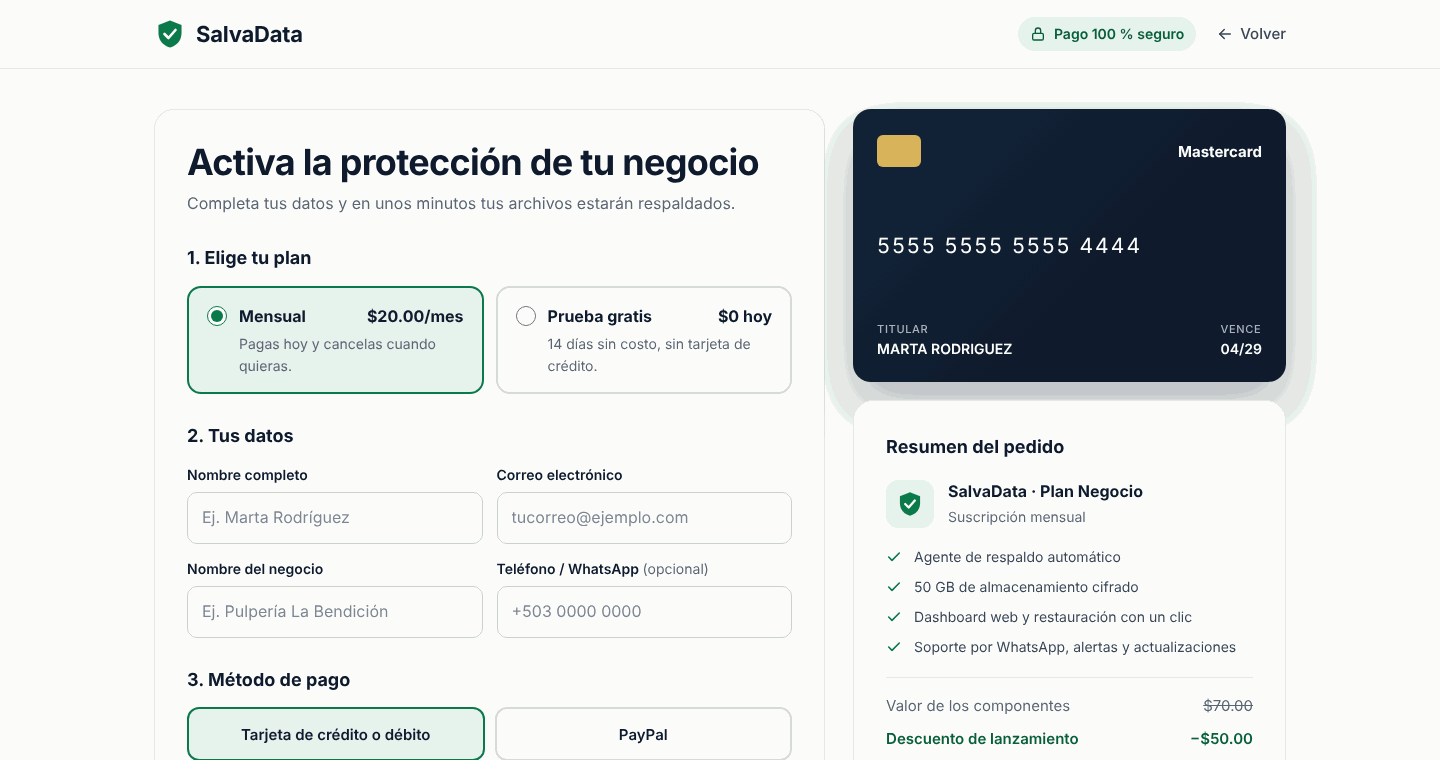 SalvaData
Pago 100 % seguro
Volver
Activa la protección de tu negocio
Completa tus datos y en unos minutos tus archivos estarán respaldados.
1. Elige tu plan
Mensual $20.00/mes
Pagas hoy y cancelas cuando
quieras.
Prueba gratis $0 hoy
14 días sin costo, sin tarjeta de
crédito.
2. Tus datos
Nombre completo
Ej. Marta Rodríguez
Correo electrónico
tucorreo@ejemplo.com
Nombre del negocio
Ej. Pulpería La Bendición
Teléfono / WhatsApp (opcional)
+503 0000 0000
3. Método de pago
Tarjeta de crédito o débito
PayPal
Mastercard
5555 5555 5555 4444
TITULAR
MARTA RODRIGUEZ
VENCE
04/29
Resumen del pedido
SalvaData · Plan Negocio
Suscripción mensual
Agente de respaldo automático
50 GB de almacenamiento cifrado
Dashboard web y restauración con un clic
Soporte por WhatsApp, alertas y actualizaciones
Valor de los componentes $70.00
Descuento de lanzamiento −$50.00